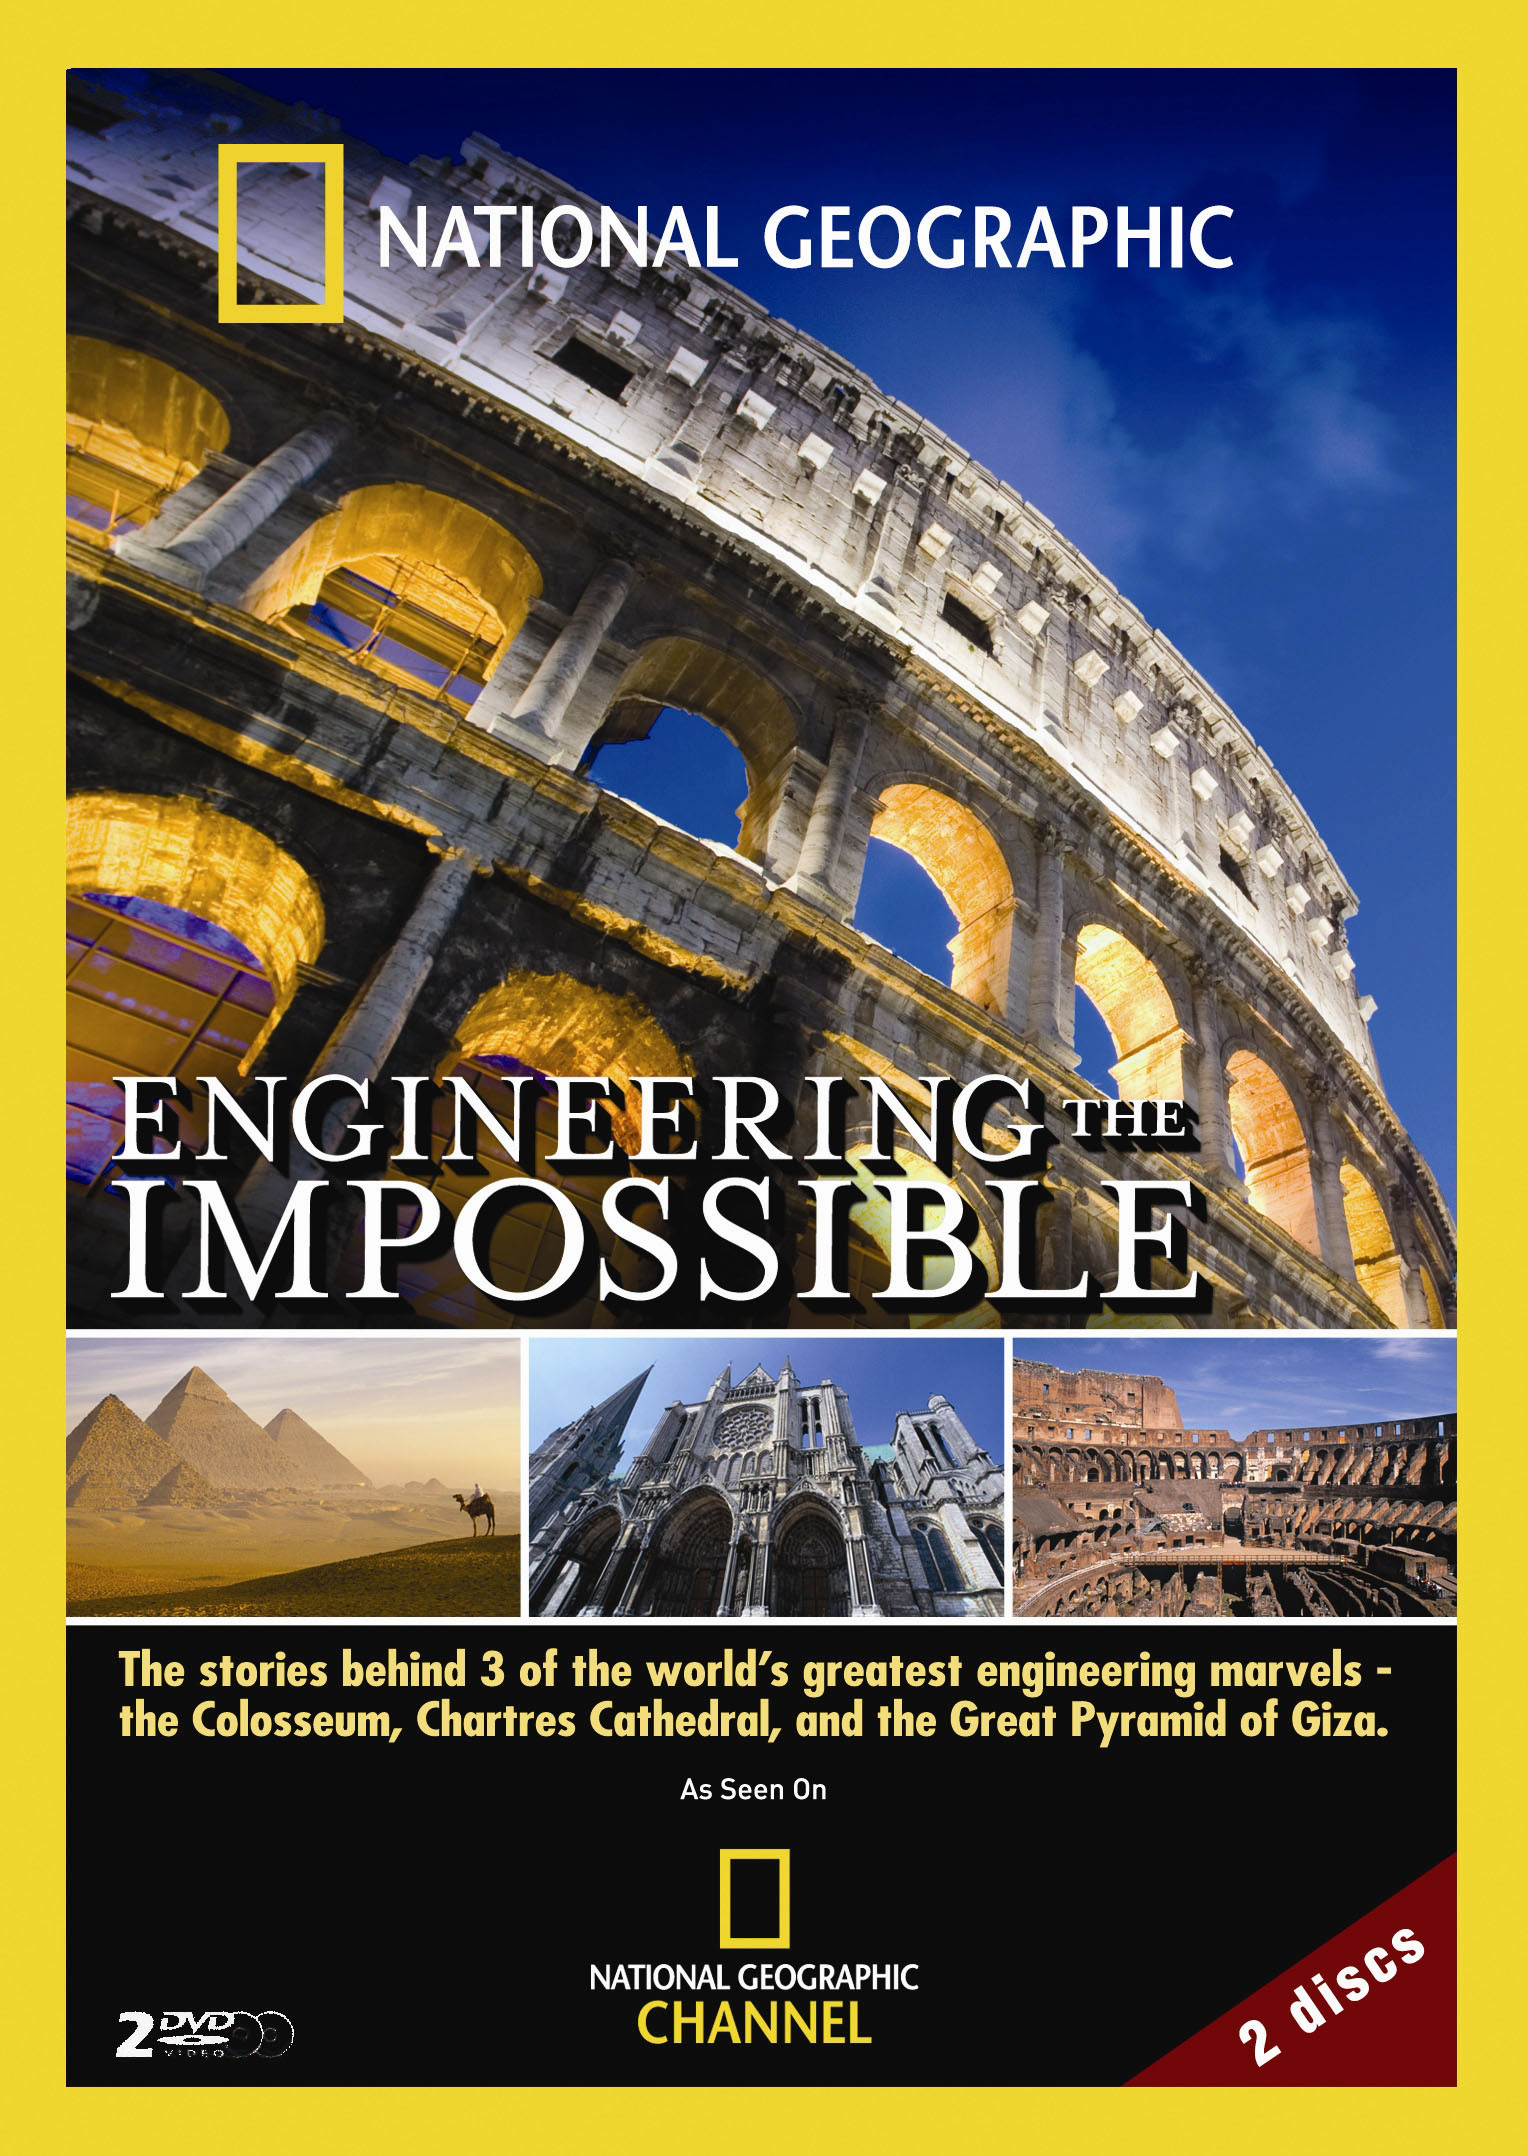 NATIONAL GEOGRAPHIC
ENGINEERING THE
IMPOSSIBLE
The stories behind 3 of the world's greatest engineering marvels -
the Colosseum, Chartres Cathedral, and the Great Pyramid of Giza.
As Seen On
NATIONAL GEOGRAPHIC
CHANNEL
2 DVD
VIDEO
2 discs